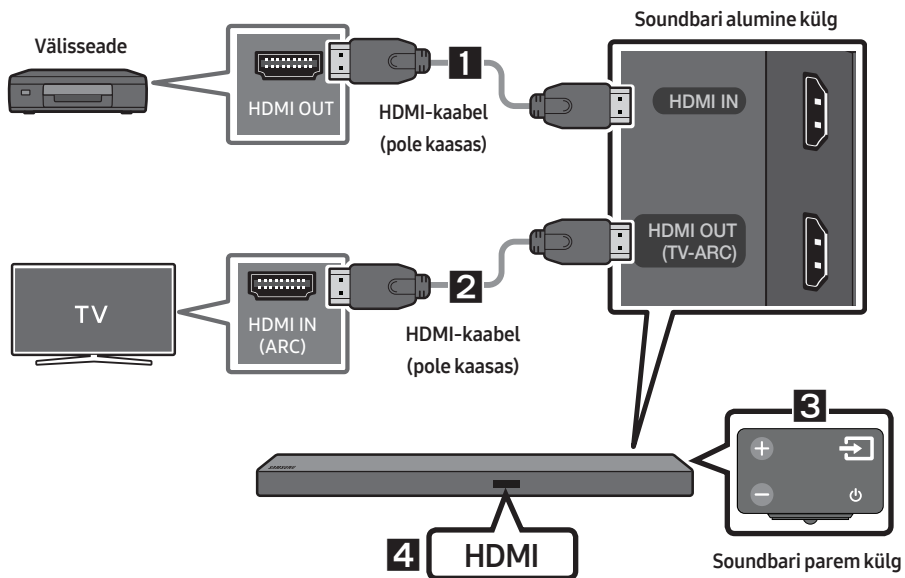 Soundbari alumine külg
Välisseade
HDMI OUT
1
HDMI-kaabel
(pole kaasas)
HDMI IN
HDMI OUT
(TV-ARC)
TV
HDMI IN
(ARC)
2
HDMI-kaabel
(pole kaasas)
3
SAMSUNG
4
HDMI
Soundbari parem külg